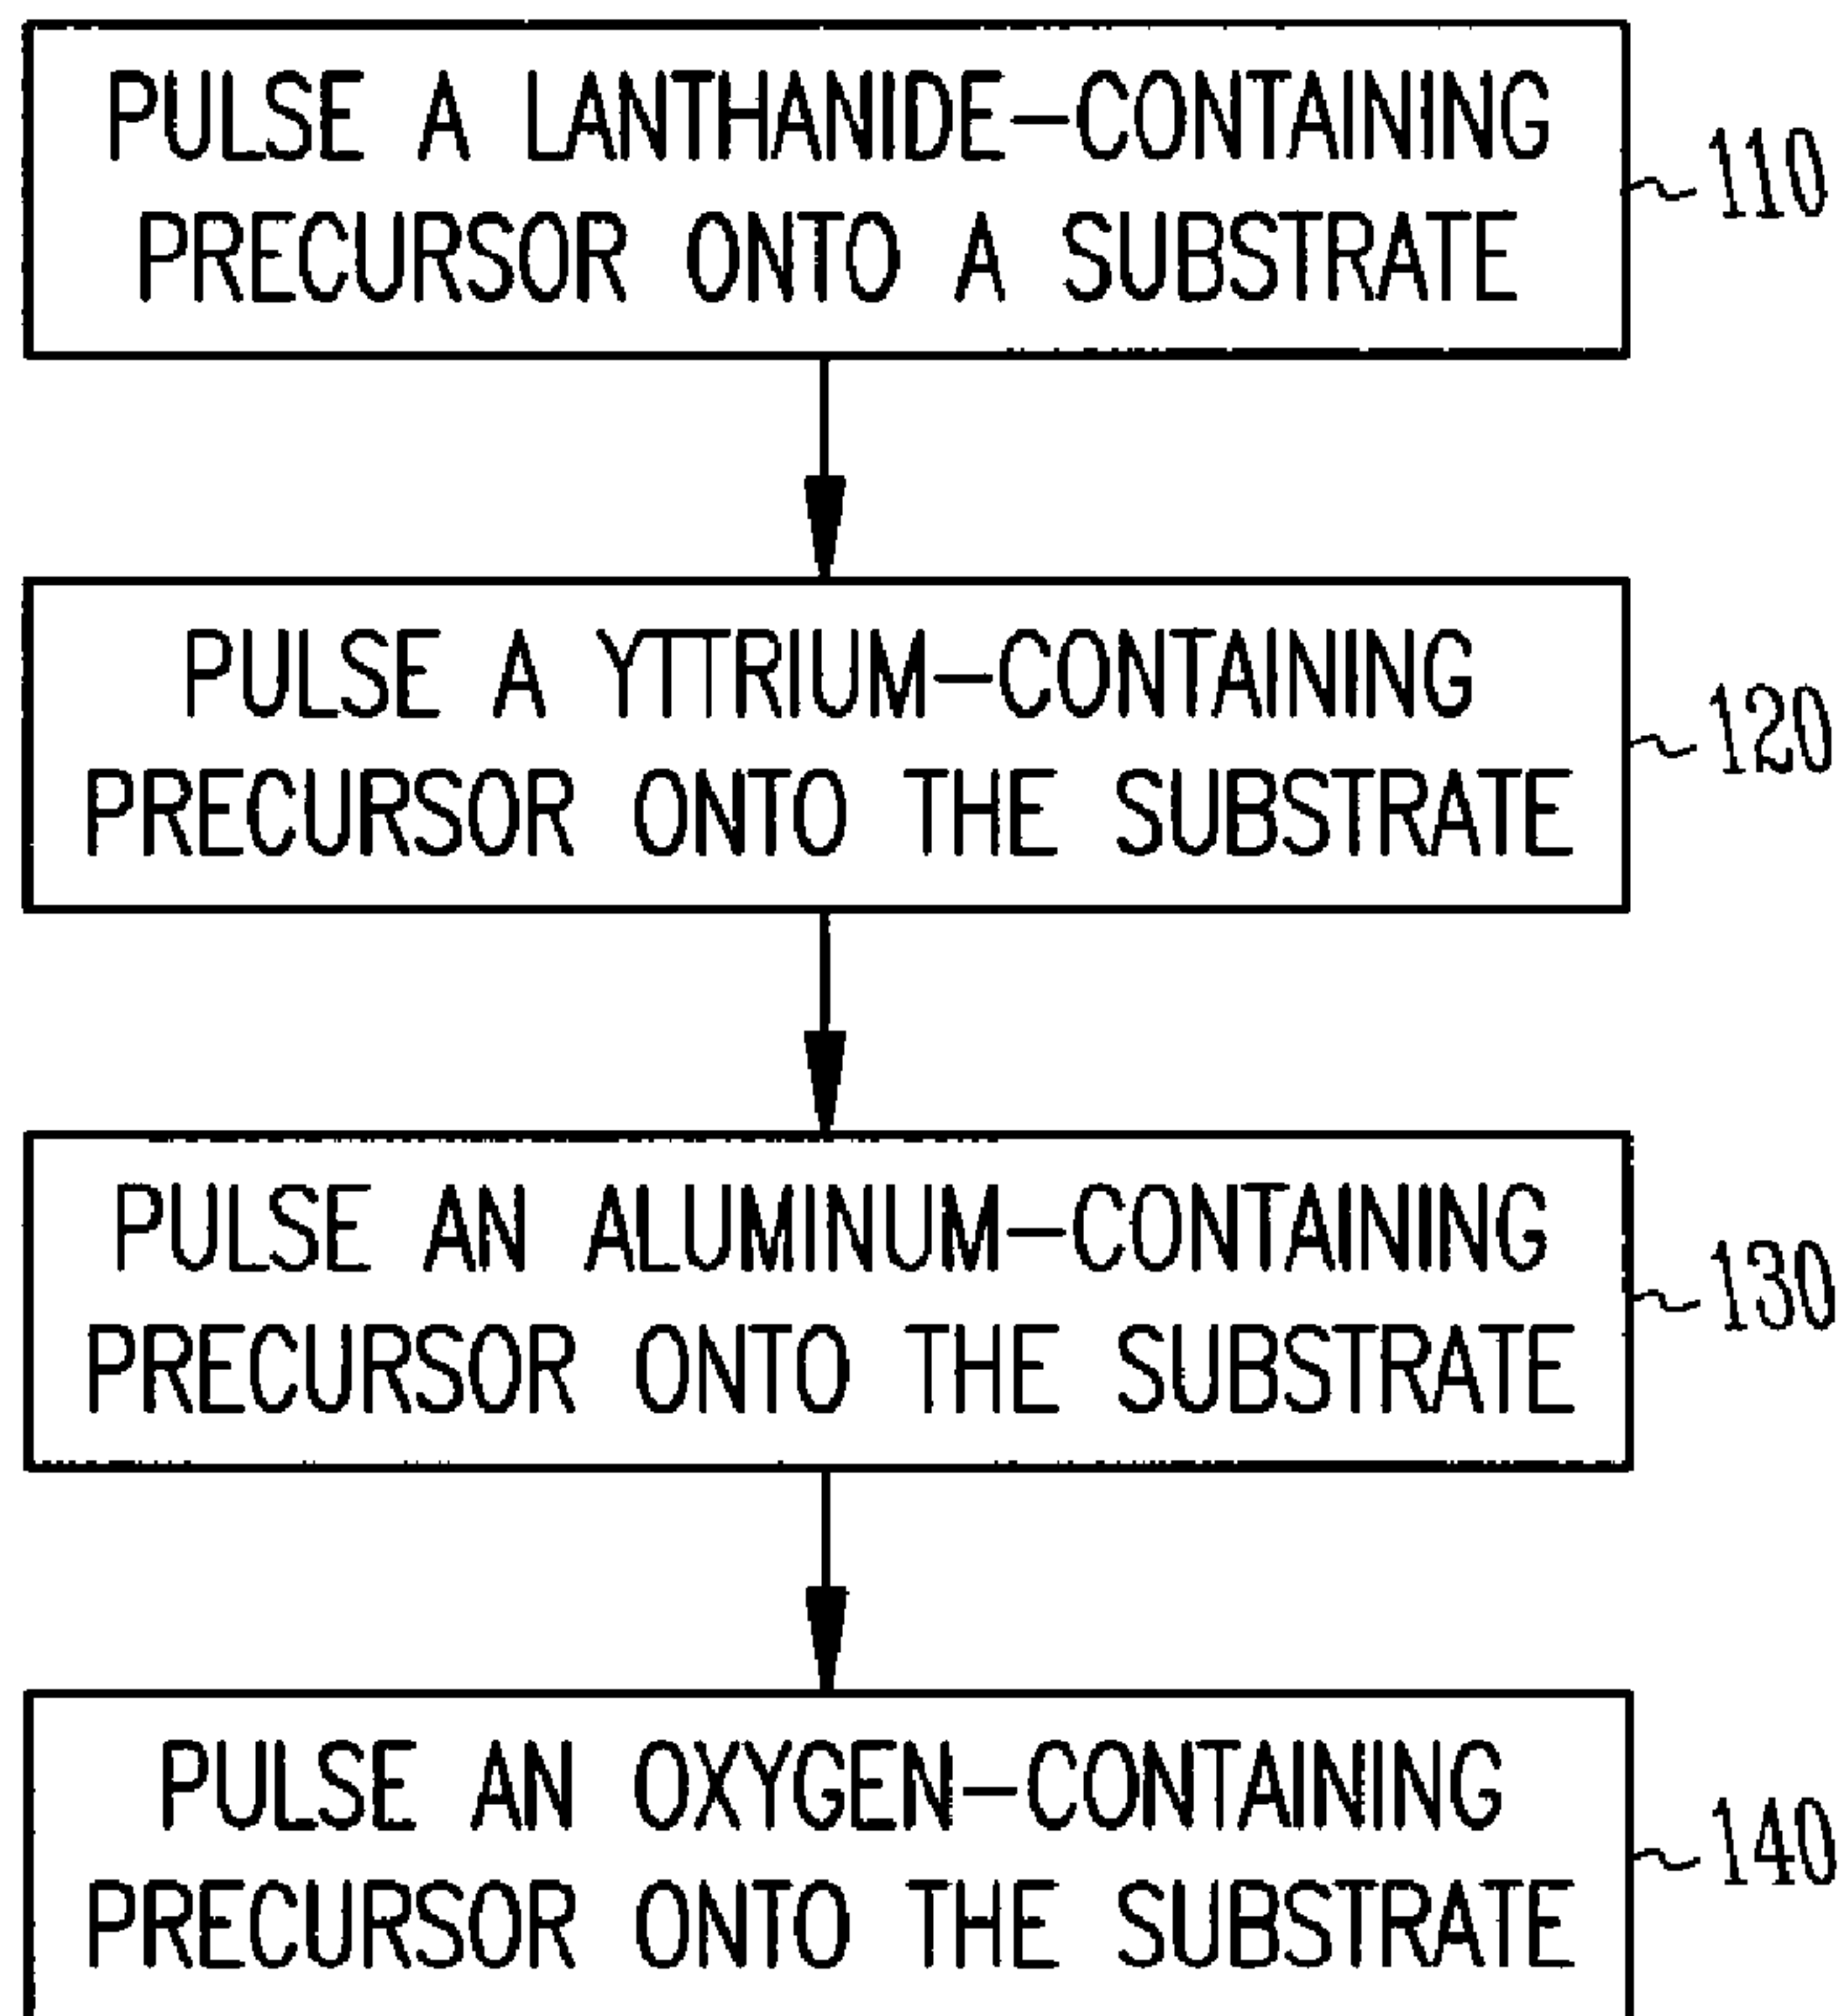 PULSE A LANTHANIDE-CONTAINING
PRECURSOR ONTO A SUBSTRATE
110
PULSE A YTTRIUM-CONTAINING
PRECURSOR ONTO THE SUBSTRATE
120
PULSE AN ALUMINUM-CONTAINING
PRECURSOR ONTO THE SUBSTRATE
130
PULSE AN OXYGEN-CONTAINING
PRECURSOR ONTO THE SUBSTRATE
140